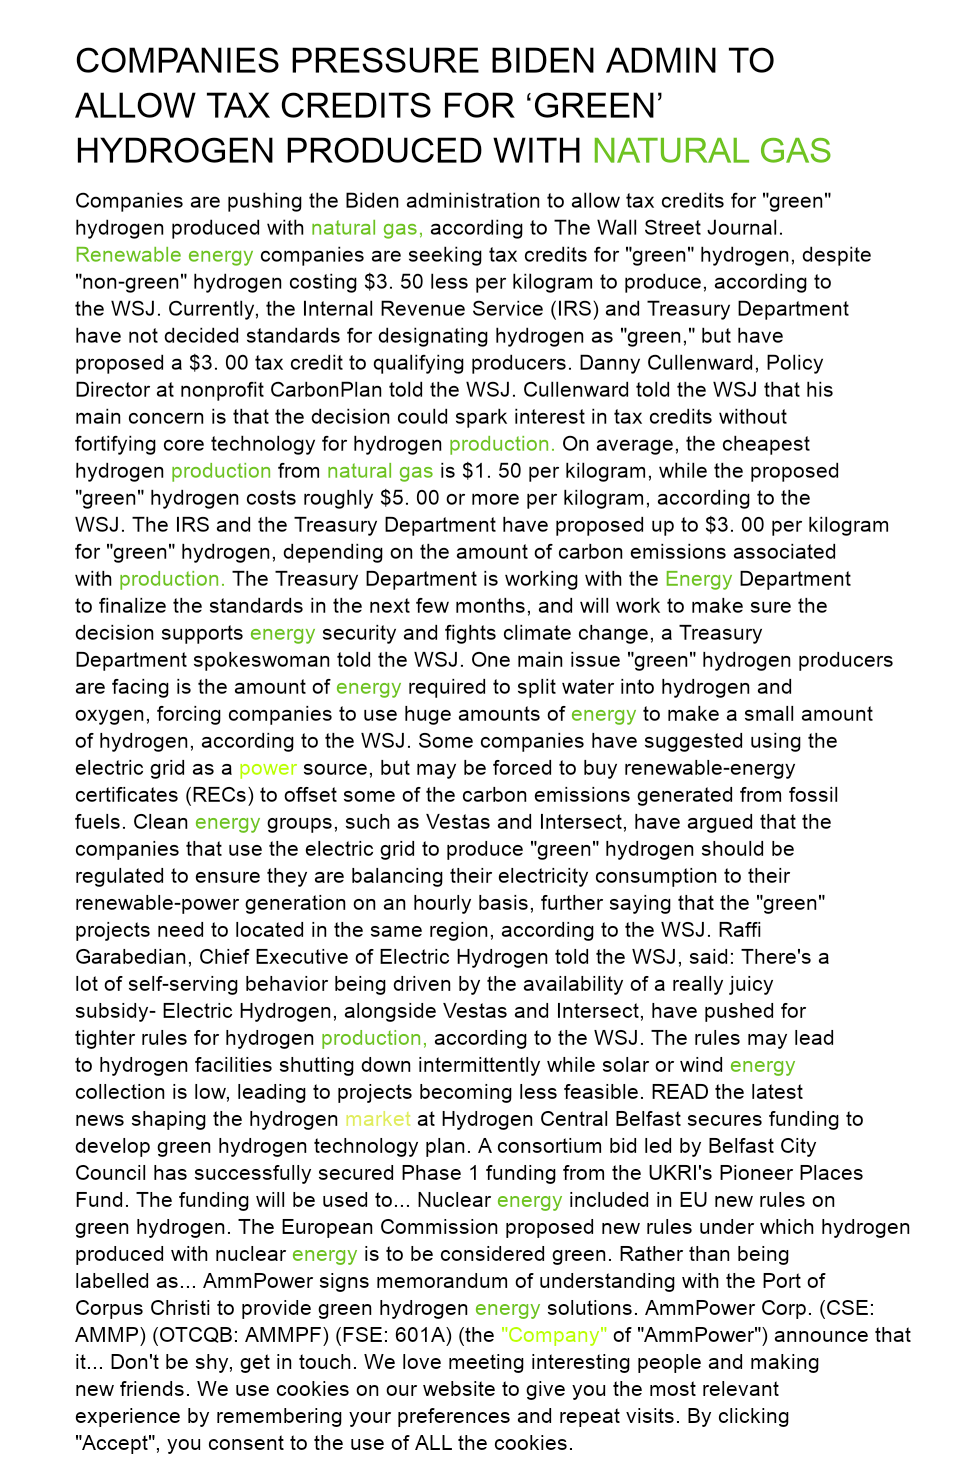 COMPANIES PRESSURE BIDEN ADMIN TO
ALLOW TAX CREDITS FOR ‘GREEN’
HYDROGEN PRODUCED WITH NATURAL GAS
Companies are pushing the Biden administration to allow tax credits for "green"
hydrogen produced with natural gas, according to The Wall Street Journal.
Renewable energy companies are seeking tax credits for "green" hydrogen, despite
"non-green" hydrogen costing $3. 50 less per kilogram to produce, according to
the WSJ. Currently, the Internal Revenue Service (IRS) and Treasury Department
have not decided standards for designating hydrogen as "green," but have
proposed a $3. 00 tax credit to qualifying producers. Danny Cullenward, Policy
Director at nonprofit CarbonPlan told the WSJ. Cullenward told the WSJ that his
main concern is that the decision could spark interest in tax credits without
fortifying core technology for hydrogen production. On average, the cheapest
hydrogen production from natural gas is $1. 50 per kilogram, while the proposed
"green" hydrogen costs roughly $5. 00 or more per kilogram, according to the
WSJ. The IRS and the Treasury Department have proposed up to $3. 00 per kilogram
for "green" hydrogen, depending on the amount of carbon emissions associated
with production. The Treasury Department is working with the Energy Department
to finalize the standards in the next few months, and will work to make sure the
decision supports energy security and fights climate change, a Treasury
Department spokeswoman told the WSJ. One main issue "green" hydrogen producers
are facing is the amount of energy required to split water into hydrogen and
oxygen, forcing companies to use huge amounts of energy to make a small amount
of hydrogen, according to the WSJ. Some companies have suggested using the
electric grid as a power source, but may be forced to buy renewable-energy
certificates (RECs) to offset some of the carbon emissions generated from fossil
fuels. Clean energy groups, such as Vestas and Intersect, have argued that the
companies that use the electric grid to produce "green" hydrogen should be
regulated to ensure they are balancing their electricity consumption to their
renewable-power generation on an hourly basis, further saying that the "green"
projects need to located in the same region, according to the WSJ. Raffi
Garabedian, Chief Executive of Electric Hydrogen told the WSJ, said: There's a
lot of self-serving behavior being driven by the availability of a really juicy
subsidy- Electric Hydrogen, alongside Vestas and Intersect, have pushed for
tighter rules for hydrogen production, according to the WSJ. The rules may lead
to hydrogen facilities shutting down intermittently while solar or wind energy
collection is low, leading to projects becoming less feasible. READ the latest
news shaping the hydrogen market at Hydrogen Central Belfast secures funding to
develop green hydrogen technology plan. A consortium bid led by Belfast City
Council has successfully secured Phase 1 funding from the UKRI's Pioneer Places
Fund. The funding will be used to... Nuclear energy included in EU new rules on
green hydrogen. The European Commission proposed new rules under which hydrogen
produced with nuclear energy is to be considered green. Rather than being
labelled as... AmmPower signs memorandum of understanding with the Port of
Corpus Christi to provide green hydrogen energy solutions. AmmPower Corp. (CSE:
AMMP) (OTCQB: AMMPF) (FSE: 601A) (the "Company" of "AmmPower") announce that
it... Don't be shy, get in touch. We love meeting interesting people and making
new friends. We use cookies on our website to give you the most relevant
experience by remembering your preferences and repeat visits. By clicking
"Accept", you consent to the use of ALL the cookies.